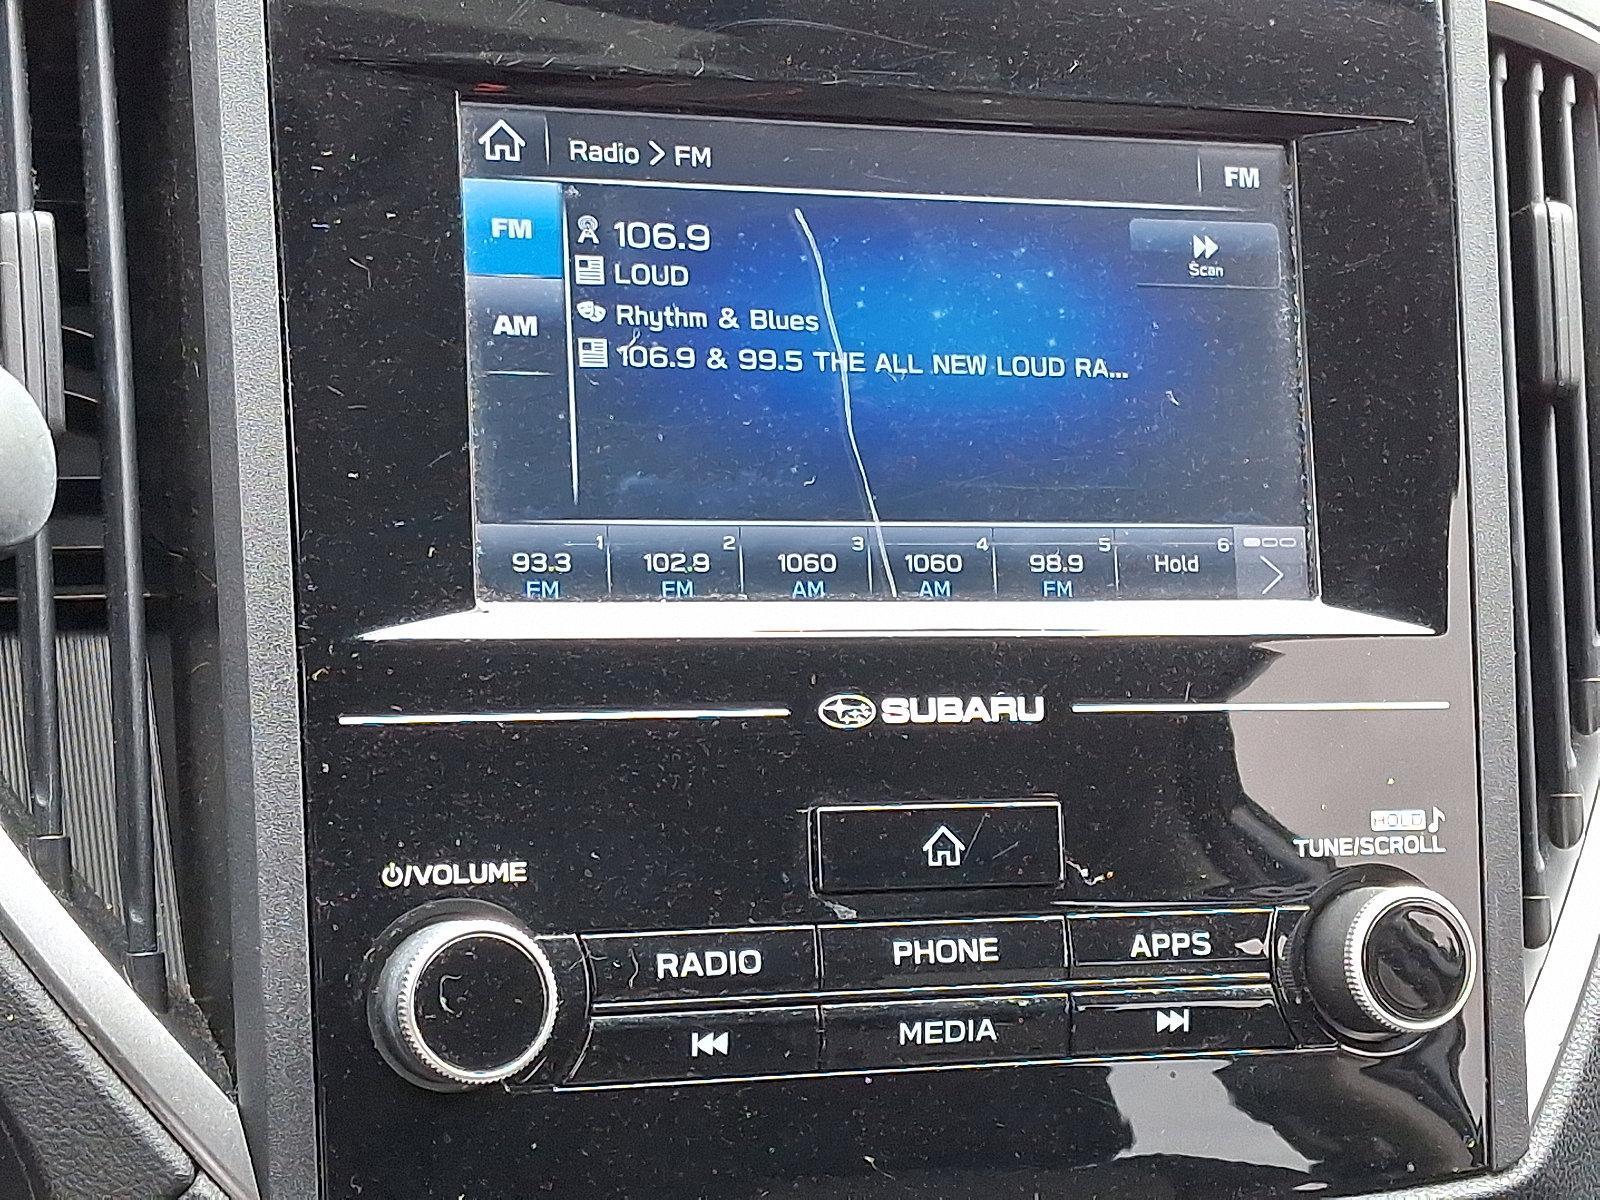 Radio > FM
FM
FM
106.9
Scan
LOUD
AM
Rhythm & Blues
106.9 & 99.5 THE ALL NEW LOUD RA...
1 2 3 4 5 6
93.3 102.9 1060 1060 98.9 Hold
FM FM AM AM FM
SUBARU
HOLD
TUNE/SCROLL
/VOLUME
RADIO PHONE APPS
MEDIA